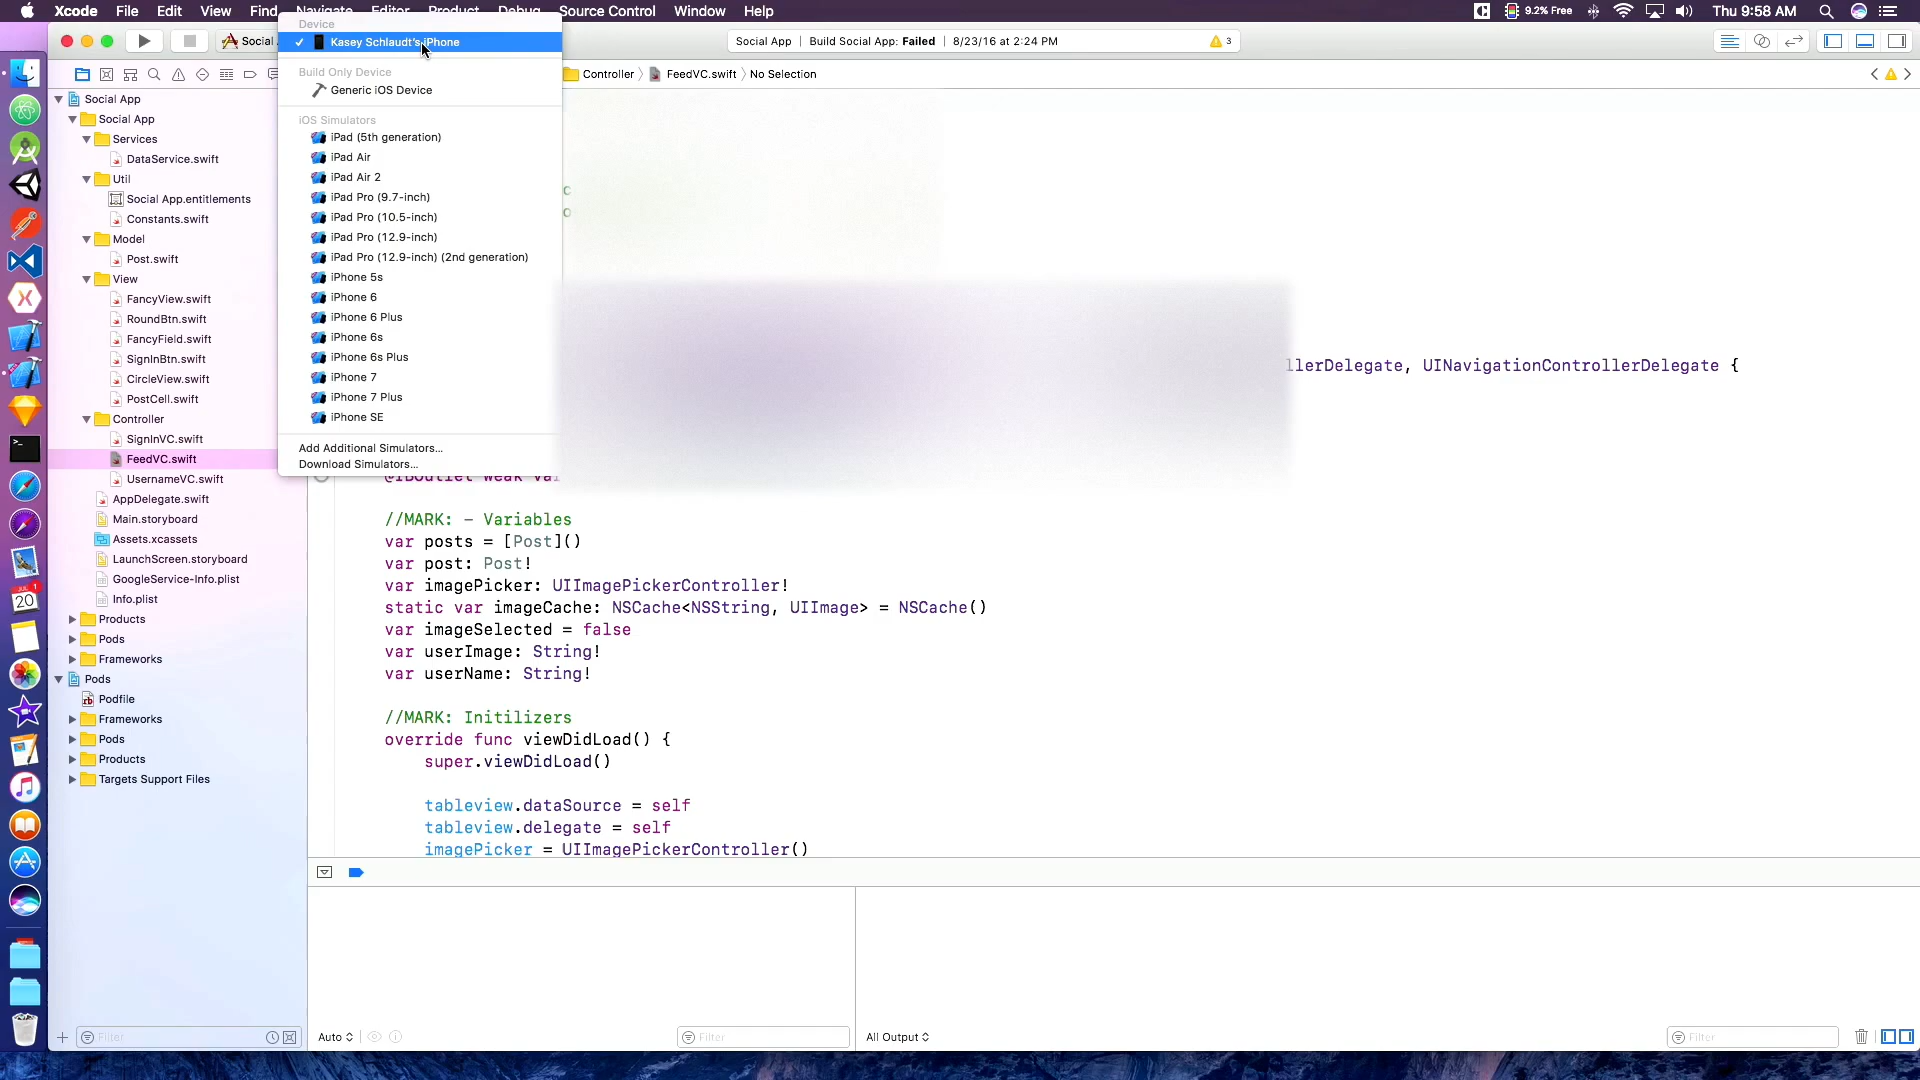 Xcode File Edit View Find Navigate Editor Product Debug Source Control Window Help
9.2% Free Thu 9:58 AM
Social
Social App | Build Social App: Failed | 8/23/16 at 2:24 PM
3
Device
Kasey Schlaudt's iPhone
Build Only Device
Generic iOS Device
iOS Simulators
iPad (5th generation)
iPad Air
iPad Air 2
iPad Pro (9.7-inch)
iPad Pro (10.5-inch)
iPad Pro (12.9-inch)
iPad Pro (12.9-inch) (2nd generation)
iPhone 5s
iPhone 6
iPhone 6 Plus
iPhone 6s
iPhone 6s Plus
iPhone 7
iPhone 7 Plus
iPhone SE
Add Additional Simulators...
Download Simulators...
Controller FeedVC.swift No Selection
Social App
Social App
Services
DataService.swift
Util
Social App.entitlements
Constants.swift
Model
Post.swift
View
FancyView.swift
RoundBtn.swift
FancyField.swift
SignInBtn.swift
CircleView.swift
PostCell.swift
Controller
SignInVC.swift
FeedVC.swift
UsernameVC.swift
AppDelegate.swift
Main.storyboard
Assets.xcassets
LaunchScreen.storyboard
GoogleService-Info.plist
Info.plist
Products
Pods
Frameworks
Pods
Podfile
Frameworks
Pods
Products
Targets Support Files
Filter
c
o
llerDelegate, UINavigationControllerDelegate {
@IBOutlet weak va
//MARK: - Variables
var posts = [Post]()
var post: Post!
var imagePicker: UIImagePickerController!
static var imageCache: NSCache<NSString, UIImage> = NSCache()
var imageSelected = false
var userImage: String!
var userName: String!
//MARK: Initilizers
override func viewDidLoad() {
super.viewDidLoad()
tableview.dataSource = self
tableview.delegate = self
imagePicker = UIImagePickerController()
Auto
Filter
All Output
Filter
JUL
20
1